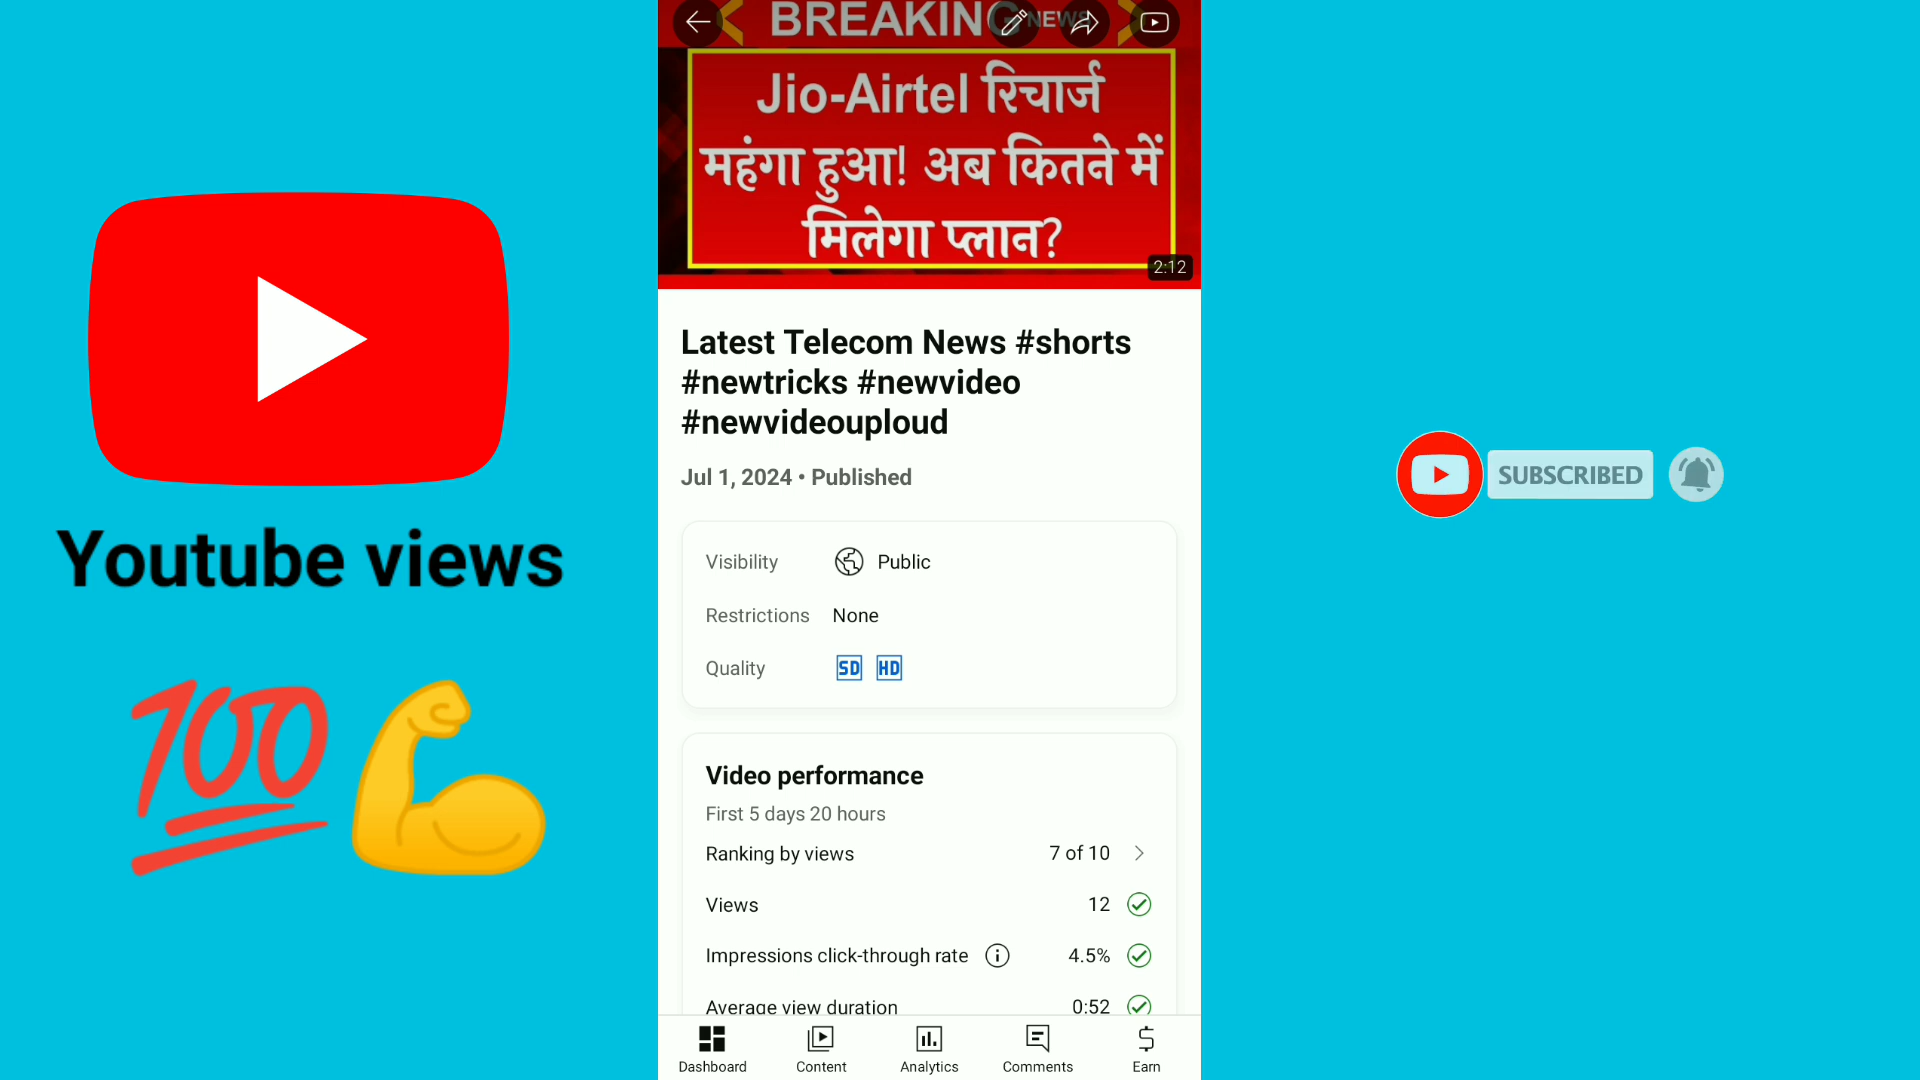 BREAKING NEWS
Jio-Airtel रिचार्ज
महंगा हुआ! अब कितने में
मिलेगा प्लान?
2:12
Latest Telecom News #shorts
#newtricks #newvideo
#newvideouploud
Jul 1, 2024 • Published
Visibility Public
Restrictions None
Quality SD HD
Video performance
First 5 days 20 hours
Ranking by views 7 of 10
Views 12
Impressions click-through rate 4.5%
Average view duration 0:52
Dashboard Content Analytics Comments Earn
Youtube views
100
SUBSCRIBED